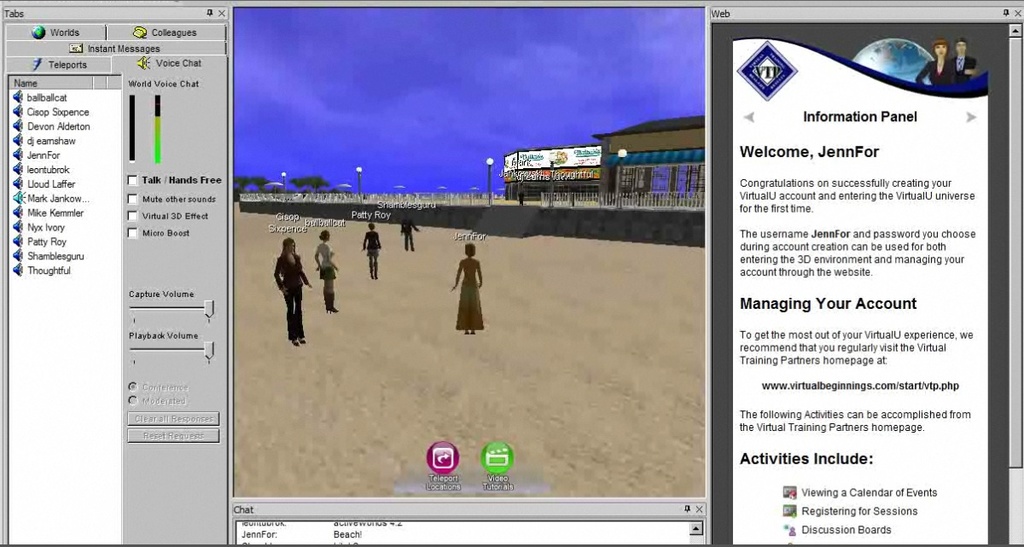 Tabs
Worlds
Colleagues
Instant Messages
Teleports
Voice Chat
Name
ballballcat
Cisop Sixpence
Devon Alderton
dj earnshaw
JennFor
leontubrok
Lloud Laffer
Mark Jankow...
Mike Kemmler
Nyx Ivory
Patty Roy
Shamblesguru
Thoughtful
World Voice Chat
Talk / Hands Free
Mute other sounds
Virtual 3D Effect
Micro Boost
Capture Volume
Playback Volume
Conference
Moderated
Clear all Responses
Reset Requests
Thoughtful
Shamblesguru
Patty Roy
Cisop
Sixpence
ballballcat
JennFor
Teleport
Locations
Video
Tutorials
Chat
leontubrok: activeworlds 4.2
JennFor: Beach!
Web
VTP
Information Panel
Welcome, JennFor
Congratulations on successfully creating your
VirtualU account and entering the VirtualU universe
for the first time.
The username JennFor and password you choose
during account creation can be used for both
entering the 3D environment and managing your
account through the website.
Managing Your Account
To get the most out of your VirtualU experience, we
recommend that you regularly visit the Virtual
Training Partners homepage at:
www.virtualbeginnings.com/start/vtp.php
The following Activities can be accomplished from
the Virtual Training Partners homepage.
Activities Include:
Viewing a Calendar of Events
Registering for Sessions
Discussion Boards